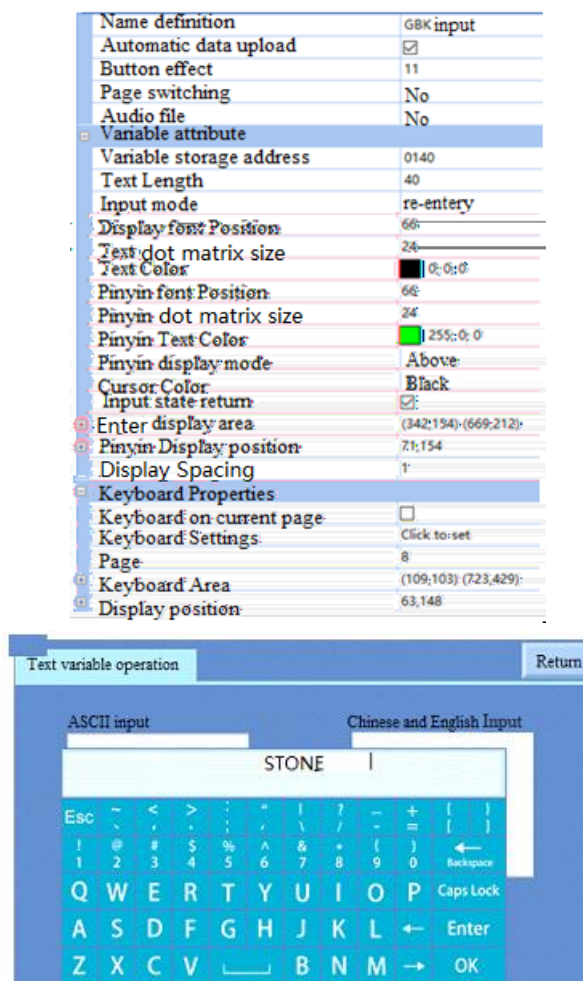 Name definition GBK input
Automatic data upload
Button effect 11
Page switching No
Audio file No
Variable attribute
Variable storage address 0140
Text Length 40
Input mode re-entery
Display font Position 66
Text dot matrix size 24
Text Color 0; 0; 0
Pinyin font Position 66
Pinyin dot matrix size 24
Pinyin Text Color 255; 0; 0
Pinyin display mode Above
Cursor Color Black
Input state return
Enter display area (342;154)-(669;212)
Pinyin Display position 71,154
Display Spacing 1
Keyboard Properties
Keyboard on current page
Keyboard Settings Click to set
Page 8
Keyboard Area (109;103) (723,429)
Display position 63,148
Text variable operation Return
ASCII input Chinese and English Input
STONE |
Esc ~ < > : " | ? _ + { }
` , . ; ' \ / - = [ ]
! @ # $ % ^ & * ( ) ←
1 2 3 4 5 6 7 8 9 0 Backspace
Q W E R T Y U I O P Caps Lock
A S D F G H J K L ← Enter
Z X C V B N M → OK